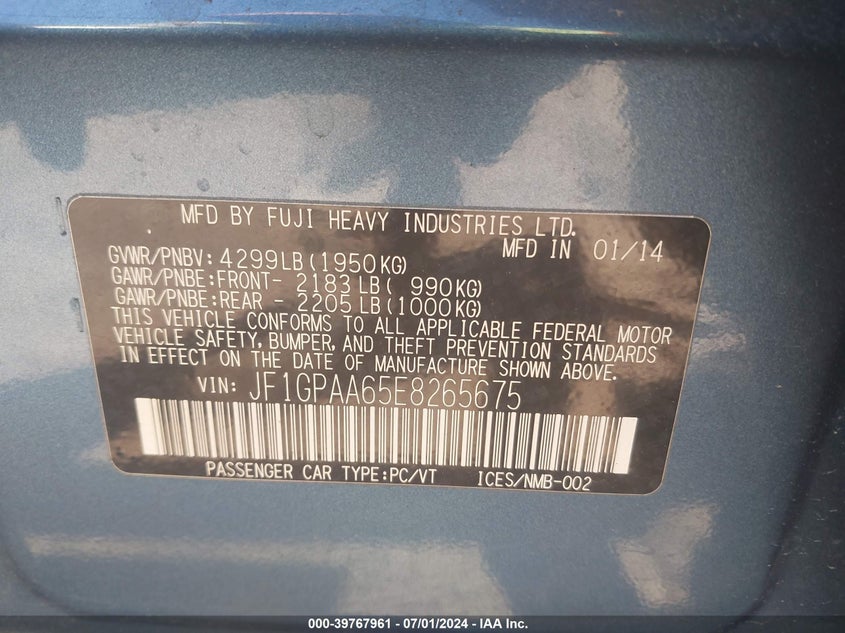 MFD BY FUJI HEAVY INDUSTRIES LTD.
MFD IN 01/14
GVWR/PNBV: 4299LB (1950KG)
GAWR/PNBE: FRONT- 2183LB ( 990KG)
GAWR/PNBE: REAR - 2205LB (1000KG)
THIS VEHICLE CONFORMS TO ALL APPLICABLE FEDERAL MOTOR
VEHICLE SAFETY, BUMPER, AND THEFT PREVENTION STANDARDS
IN EFFECT ON THE DATE OF MANUFACTURE SHOWN ABOVE.
VIN: JF1GPAA65E8265675
PASSENGER CAR TYPE:PC/VT ICES/NMB-002
000-39767961 - 07/01/2024 - www.iaai.com